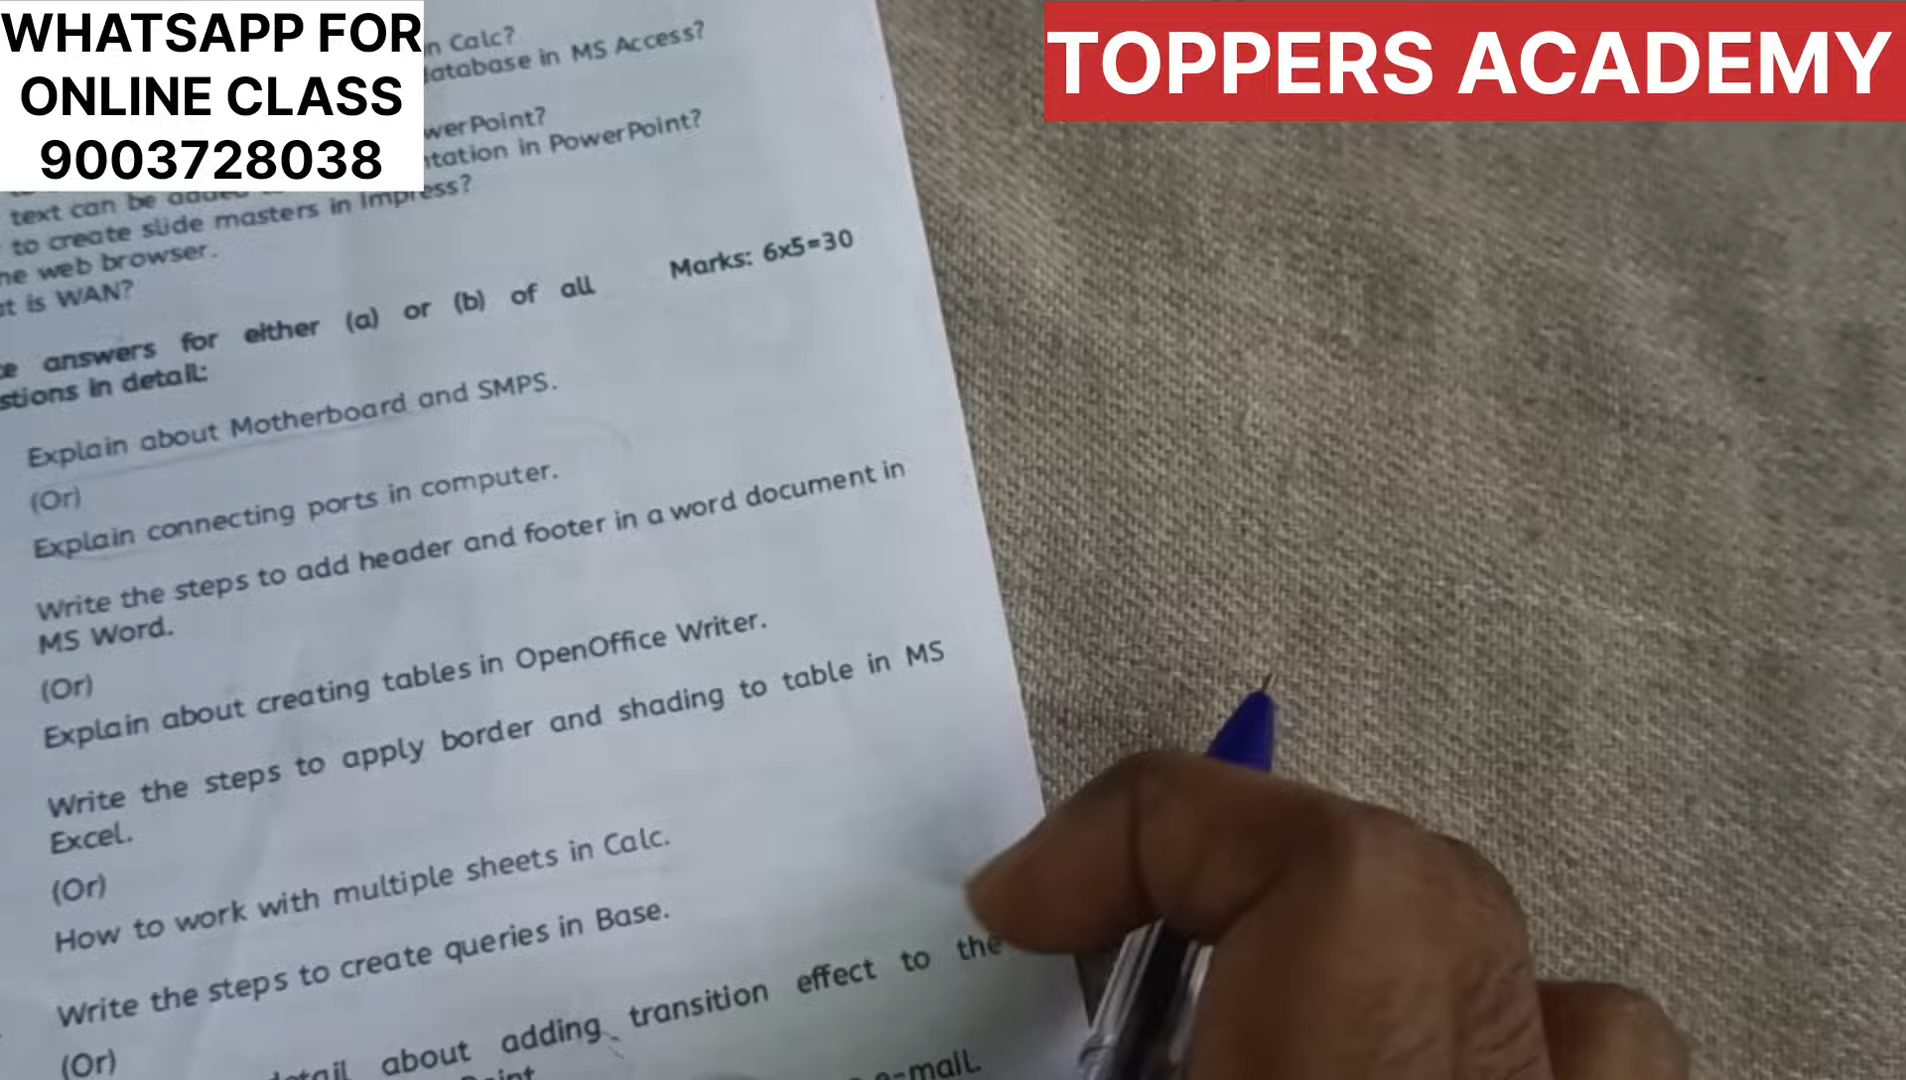 WHATSAPP FOR
ONLINE CLASS
9003728038
TOPPERS ACADEMY
n Calc?
database in MS Access?
werPoint?
ntation in PowerPoint?
text can be added
to create slide masters in Impress?
he web browser.
t is WAN?
Marks: 6x5=30
e answers for either (a) or (b) of all
stions in detail:
Explain about Motherboard and SMPS.
(Or)
Explain connecting ports in computer.
Write the steps to add header and footer in a word document in
MS Word.
(Or)
Explain about creating tables in OpenOffice Writer.
Write the steps to apply border and shading to table in MS
Excel.
(Or)
How to work with multiple sheets in Calc.
Write the steps to create queries in Base.
(Or)
detail about adding transition effect to the
Point
e-mail.